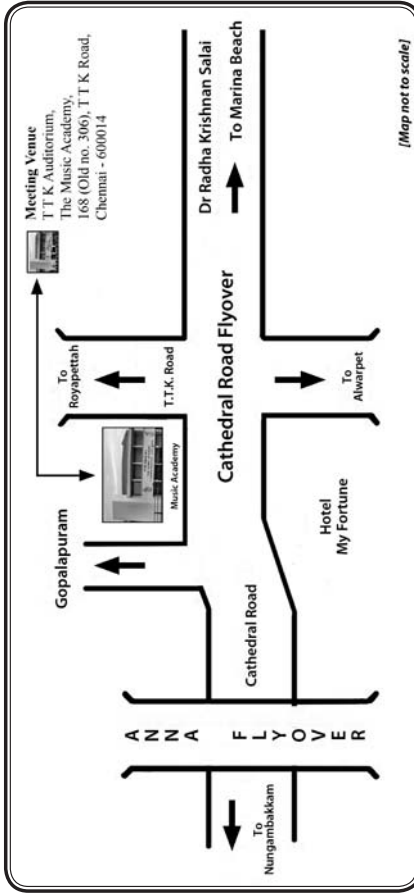 Meeting Venue
T T K Auditorium,
The Music Academy,
168 (Old no. 306), T T K Road,
Chennai - 600014
To
Royapettah
T.T.K. Road
Gopalapuram
Music Academy
Dr Radha Krishnan Salai
To Marina Beach
Cathedral Road Flyover
Cathedral Road
To
Alwarpet
Hotel
My Fortune
ANNA FLYOVER
To
Nungambakkam
[Map not to scale]